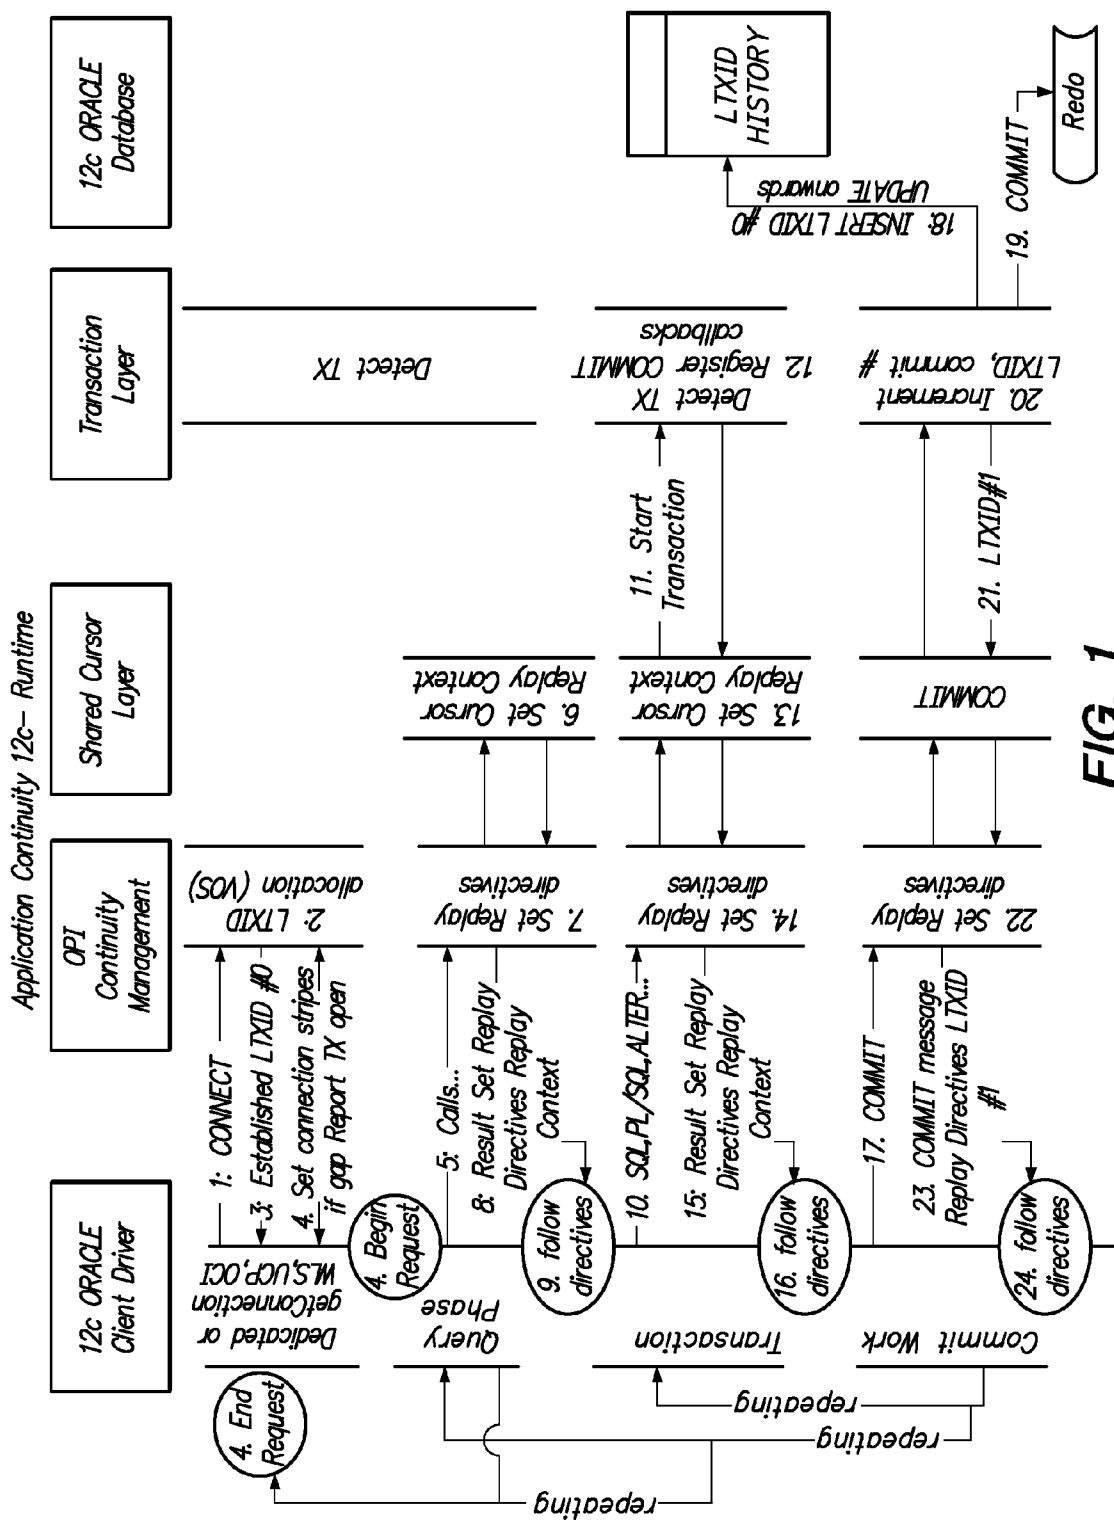 Application Continuity 12c– Runtime
12c ORACLE
Client Driver
OPI
Continuity
Management
Shared Cursor
Layer
Transaction
Layer
12c ORACLE
Database
4. End
Request
Dedicated or
getConnection
WLS,UCP,OCI
1: CONNECT
2: LTXID
allocation (VOS)
3: Established LTXID #0
4. Set connection stripes
if gap Report TX open
Detect TX
4. Begin
Request
Query
Phase
5: Calls...
6. Set Cursor
Replay Context
7. Set Replay
directives
8: Result Set Replay
Directives Replay
Context
9. follow
directives
Transaction
10. SQL,PL/SQL,ALTER...
11. Start
Transaction
Detect TX
12. Register COMMIT
callbacks
13. Set Cursor
Replay Context
14. Set Replay
directives
15: Result Set Replay
Directives Replay
Context
16. follow
directives
LTXID
HISTORY
18: INSERT LTXID #0
UPDATE onwards
Commit Work
17. COMMIT
COMMIT
19. COMMIT
Redo
20. Increment
LTXID, commit #
21. LTXID#1
22. Set Replay
directives
23. COMMIT message
Replay Directives LTXID
#1
24. follow
directives
repeating
repeating
repeating
FIG. 1